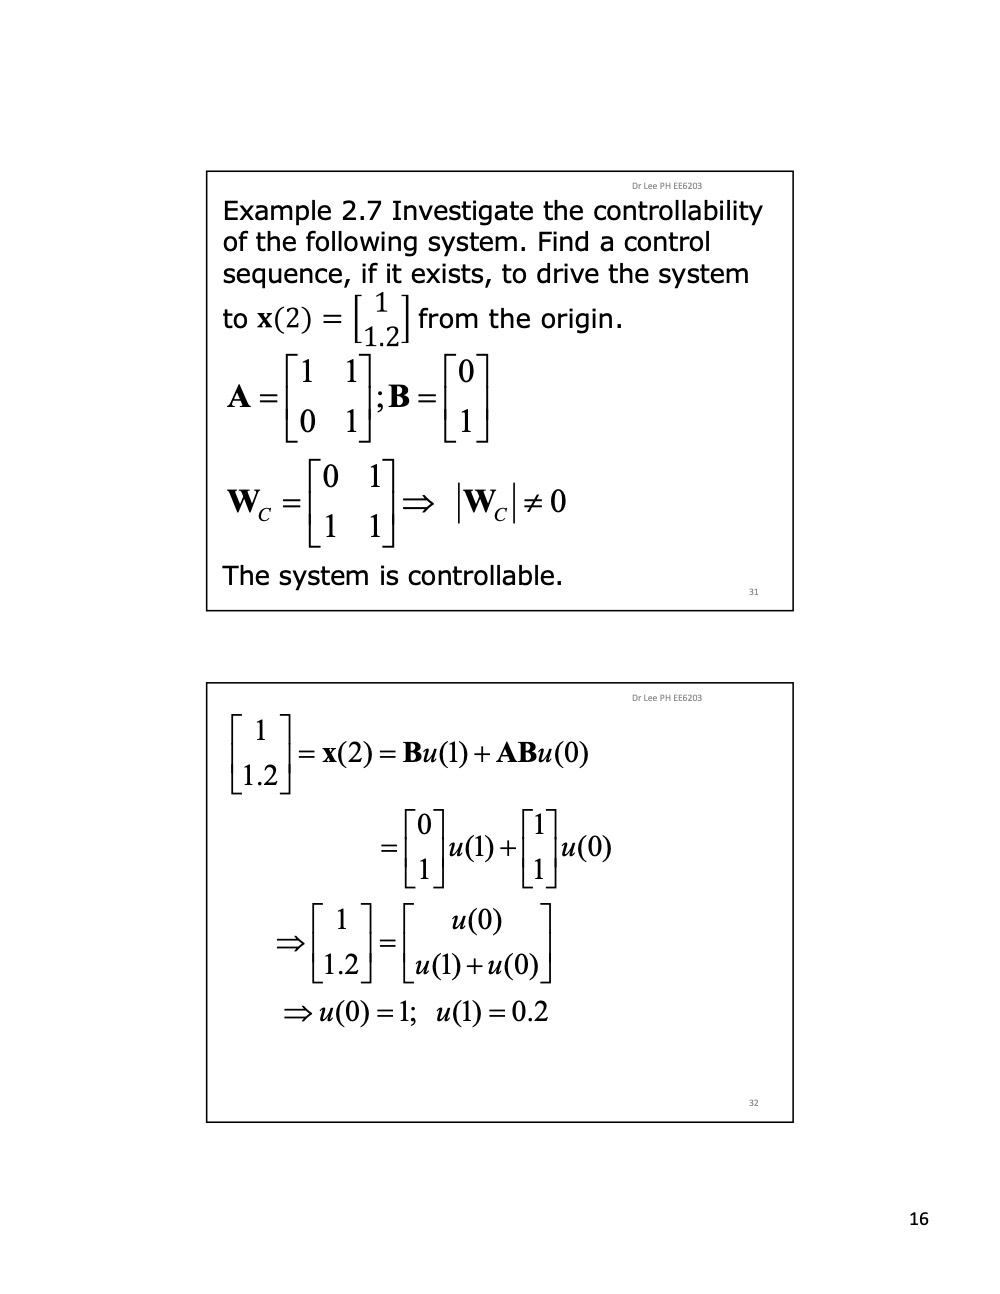 Dr Lee PH EE6203
Example 2.7 Investigate the controllability
of the following system. Find a control
sequence, if it exists, to drive the system
to x(2) = [1; 1.2] from the origin.
A = [1 1; 0 1]; B = [0; 1]
W_C = [0 1; 1 1] ⇒ |W_C| ≠ 0
The system is controllable.
31
Dr Lee PH EE6203
[1; 1.2] = x(2) = Bu(1) + ABu(0)
= [0; 1] u(1) + [1; 1] u(0)
⇒ [1; 1.2] = [u(0); u(1) + u(0)]
⇒ u(0) = 1; u(1) = 0.2
32
16